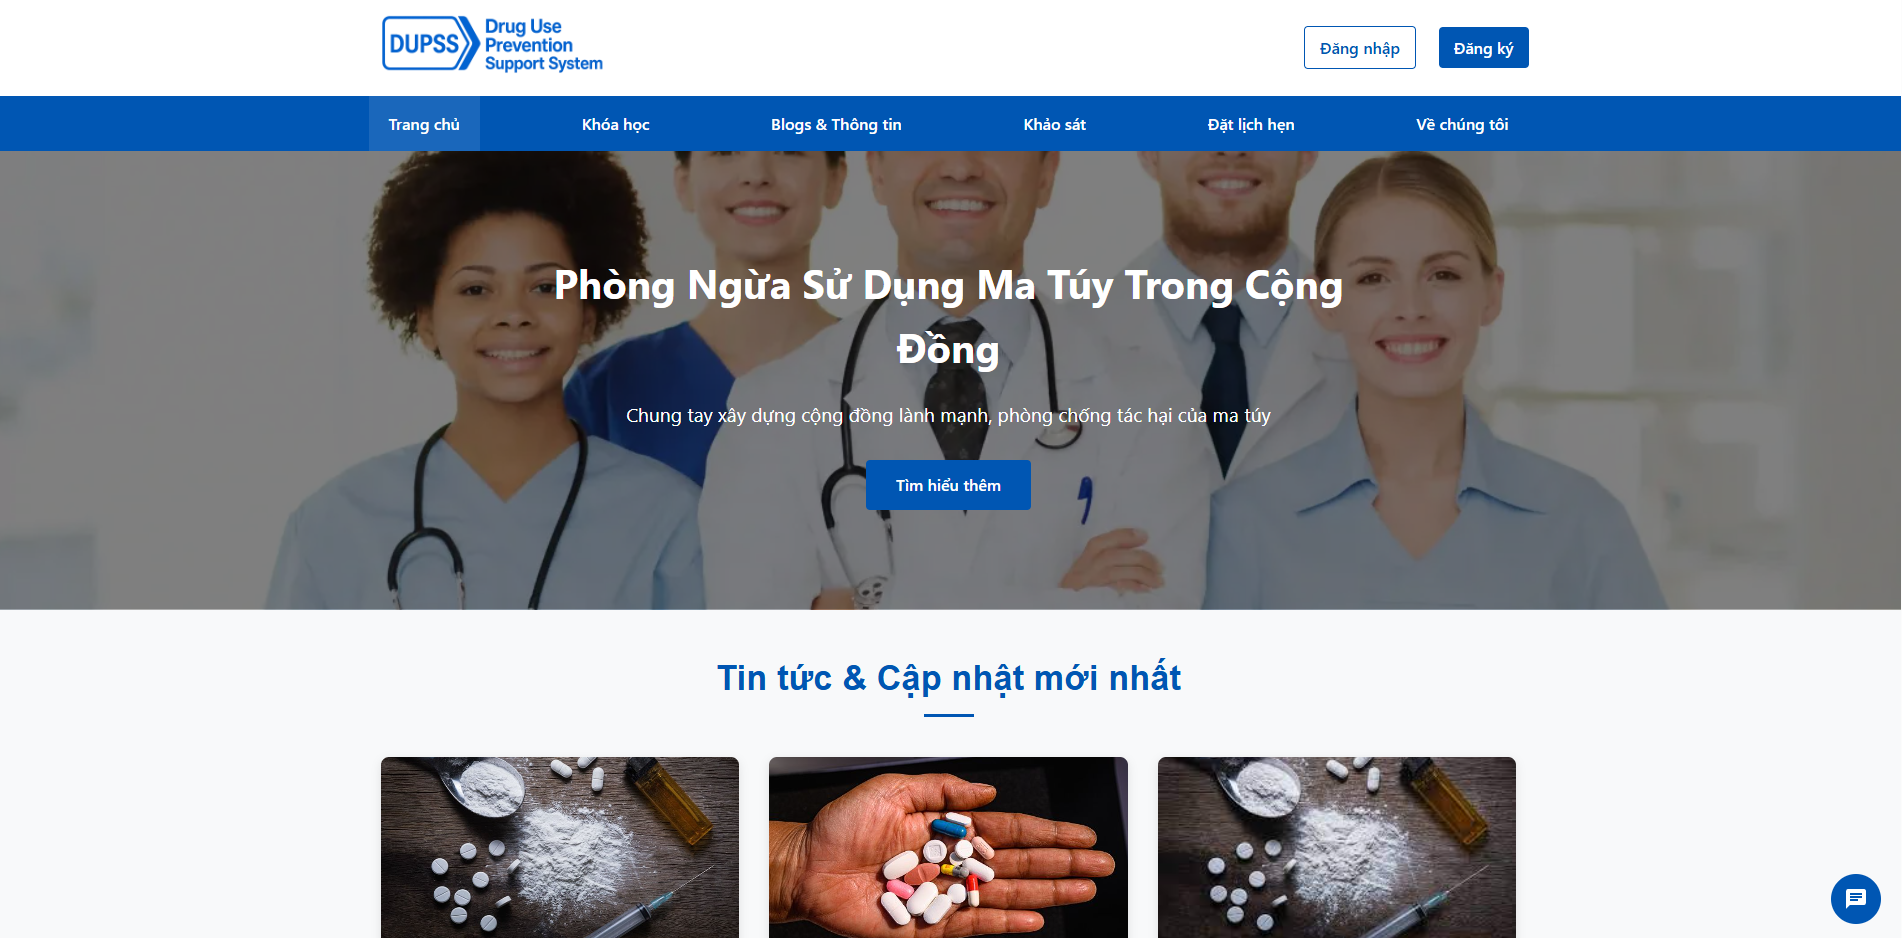 DUPSS
Drug Use
Prevention
Support System
Đăng nhập
Đăng ký
Trang chủ
Khóa học
Blogs & Thông tin
Khảo sát
Đặt lịch hẹn
Về chúng tôi
Phòng Ngừa Sử Dụng Ma Túy Trong Cộng
Đồng
Chung tay xây dựng cộng đồng lành mạnh, phòng chống tác hại của ma túy
Tìm hiểu thêm
Tin tức & Cập nhật mới nhất